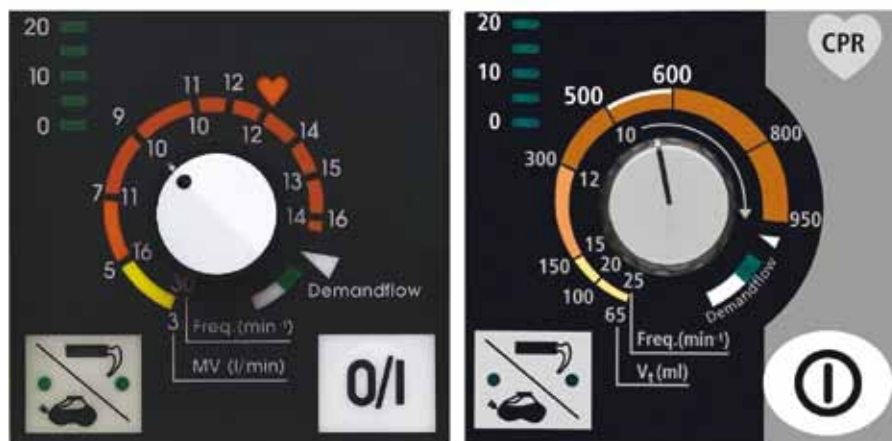 20
10
0
11 12
9 10 12 14
10
7 11 13 15
14 16
5 16 30
3
Demandflow
Freq.(min⁻¹)
MV (l/min)
0/I
20
10
0
CPR
600
500
10 800
300 12
950
150 15
20
100 25
65
Demandflow
Freq.(min⁻¹)
Vt (ml)